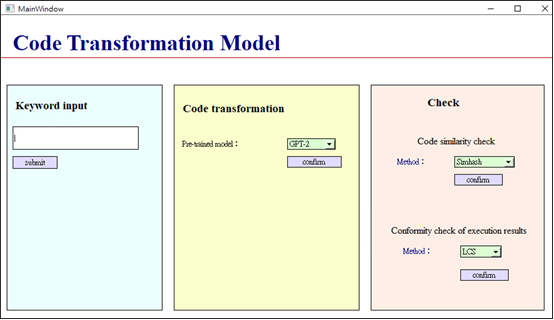 MainWindow
Code Transformation Model
Keyword input
submit
Code transformation
Pre-trained model：
GPT-2
confirm
Check
Code similarity check
Method：
Simhash
confirm
Conformity check of execution results
Method：
LCS
confirm